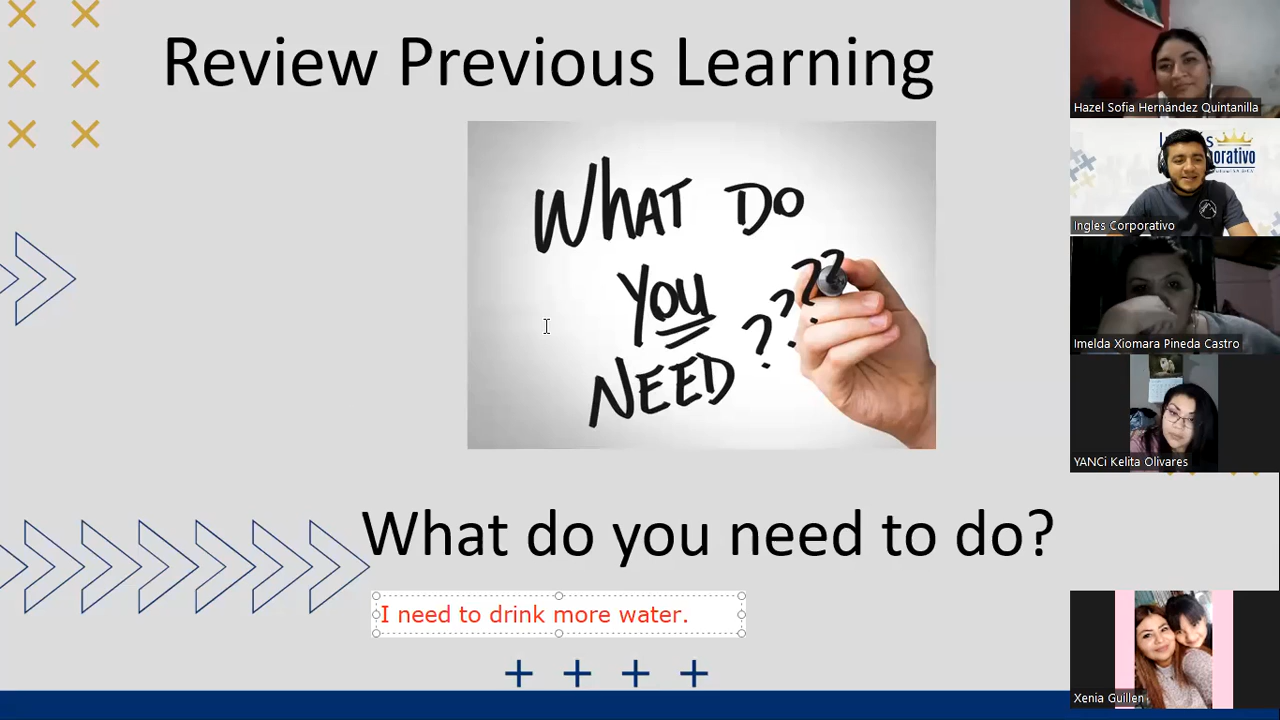 Review Previous Learning
WHAT DO
YOU
NEED ????
What do you need to do?
I need to drink more water.
Hazel Sofía Hernández Quintanilla
Ingles Corporativo
Imelda Xiomara Pineda Castro
YANCi Kelita Olivares
Xenia Guillen